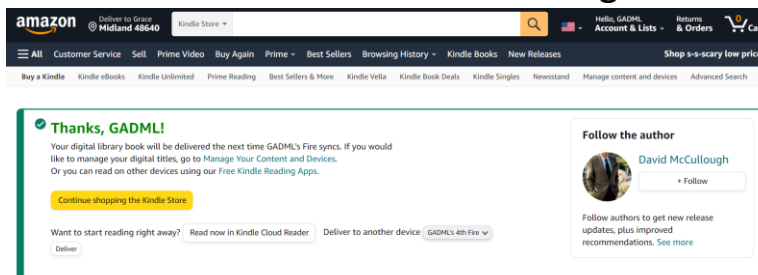 amazon
Deliver to Grace
Midland 48640
Kindle Store
Hello, GADML
Account & Lists
Returns
& Orders
0
Ca
All Customer Service Sell Prime Video Buy Again Prime Best Sellers Browsing History Kindle Books New Releases Shop s-s-scary low pric
Buy a Kindle Kindle eBooks Kindle Unlimited Prime Reading Best Sellers & More Kindle Vella Kindle Book Deals Kindle Singles Newsstand Manage content and devices Advanced Search
Thanks, GADML!
Your digital library book will be delivered the next time GADML's Fire syncs. If you would
like to manage your digital titles, go to Manage Your Content and Devices.
Or you can read on other devices using our Free Kindle Reading Apps.
Continue shopping the Kindle Store
Want to start reading right away? Read now in Kindle Cloud Reader Deliver to another device GADML's 4th Fire
Deliver
Follow the author
David McCullough
+ Follow
Follow authors to get new release
updates, plus improved
recommendations. See more